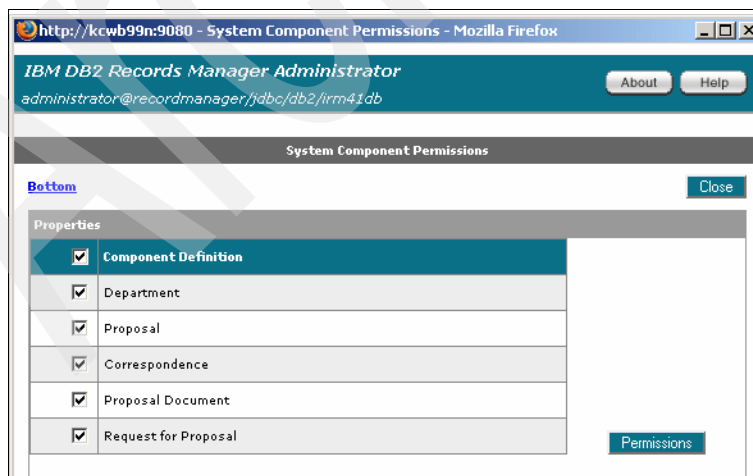 http://kcwb99n:9080 - System Component Permissions - Mozilla Firefox
IBM DB2 Records Manager Administrator
About Help
administrator@recordmanager/jdbc/db2/irm41db
System Component Permissions
Bottom Close
Properties
Component Definition
Department
Proposal
Correspondence
Proposal Document
Request for Proposal
Permissions